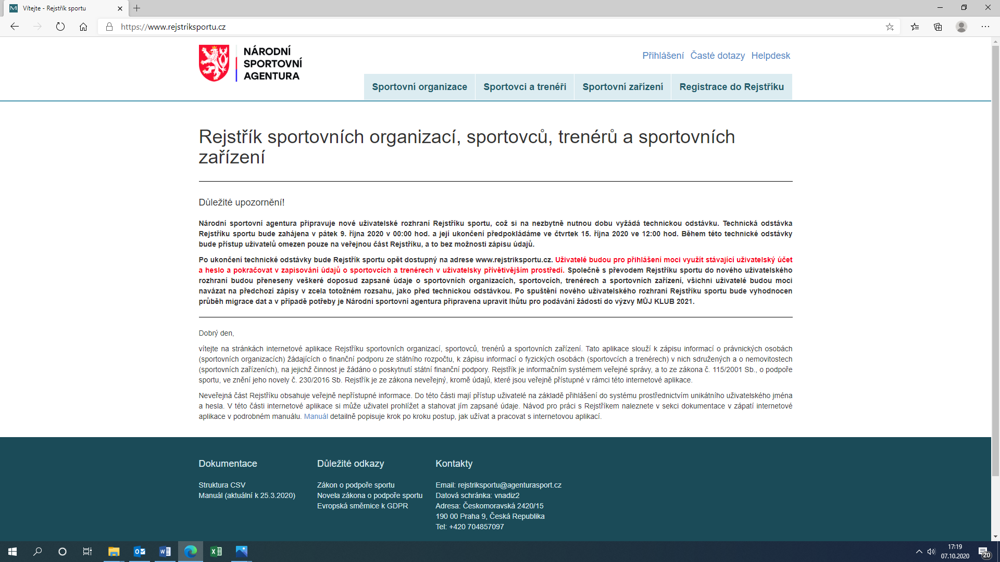 Vítejte - Rejstřík sportu
https://www.rejstriksportu.cz
NÁRODNÍ
SPORTOVNÍ
AGENTURA
Přihlášení Časté dotazy Helpdesk
Sportovní organizace Sportovci a trenéři Sportovní zařízení Registrace do Rejstříku
Rejstřík sportovních organizací, sportovců, trenérů a sportovních
zařízení
Důležité upozornění!
Národní sportovní agentura připravuje nové uživatelské rozhraní Rejstříku sportu, což si na nezbytně nutnou dobu vyžádá technickou odstávku. Technická odstávka
Rejstříku sportu bude zahájena v pátek 9. října 2020 v 00:00 hod. a její ukončení předpokládáme ve čtvrtek 15. října 2020 ve 12:00 hod. Během této technické odstávky
bude přístup uživatelů omezen pouze na veřejnou část Rejstříku, a to bez možnosti zápisu údajů.
Po ukončení technické odstávky bude Rejstřík sportu opět dostupný na adrese www.rejstriksportu.cz. Uživatelé budou pro přihlášení moci využít stávající uživatelský účet
a heslo a pokračovat v zapisování údajů o sportovcích a trenérech v uživatelsky přívětivějším prostředí. Společně s převodem Rejstříku sportu do nového uživatelského
rozhraní budou přeneseny veškeré doposud zapsané údaje o sportovních organizacích, sportovcích, trenérech a sportovních zařízení, všichni uživatelé budou moci
navázat na předchozí zápisy v zcela totožném rozsahu, jako před technickou odstávkou. Po spuštění nového uživatelského rozhraní Rejstříku sportu bude vyhodnocen
průběh migrace dat a v případě potřeby je Národní sportovní agentura připravena upravit lhůtu pro podávání žádostí do výzvy MŮJ KLUB 2021.
Dobrý den,
vítejte na stránkách internetové aplikace Rejstříku sportovních organizací, sportovců, trenérů a sportovních zařízení. Tato aplikace slouží k zápisu informací o právnických osobách
(sportovních organizacích) žádajících o finanční podporu ze státního rozpočtu, k zápisu informací o fyzických osobách (sportovcích a trenérech) v nich sdružených a o nemovitostech
(sportovních zařízeních), na jejichž činnost je žádáno o poskytnutí státní finanční podpory. Rejstřík je informačním systémem veřejné správy, a to ze zákona č. 115/2001 Sb., o podpoře
sportu, ve znění jeho novely č. 230/2016 Sb. Rejstřík je ze zákona neveřejný, kromě údajů, které jsou veřejně přístupné v rámci této internetové aplikace.
Neveřejná část Rejstříku obsahuje veřejně nepřístupné informace. Do této části mají přístup uživatelé na základě přihlášení do systému prostřednictvím unikátního uživatelského jména
a hesla. V této části internetové aplikace si může uživatel prohlížet a stahovat jím zapsané údaje. Návod pro práci s Rejstříkem naleznete v sekci dokumentace v zápatí internetové
aplikace v podrobném manuálu. Manuál detailně popisuje krok po kroku postup, jak užívat a pracovat s internetovou aplikací.
Dokumentace
Struktura CSV
Manuál (aktuální k 25.3.2020)
Důležité odkazy
Zákon o podpoře sportu
Novela zákona o podpoře sportu
Evropská směrnice k GDPR
Kontakty
Email: rejstriksportu@agenturasport.cz
Datová schránka: vnadiz2
Adresa: Českomoravská 2420/15
190 00 Praha 9, Česká Republika
Tel: +420 704857097
17:19
07.10.2020
20